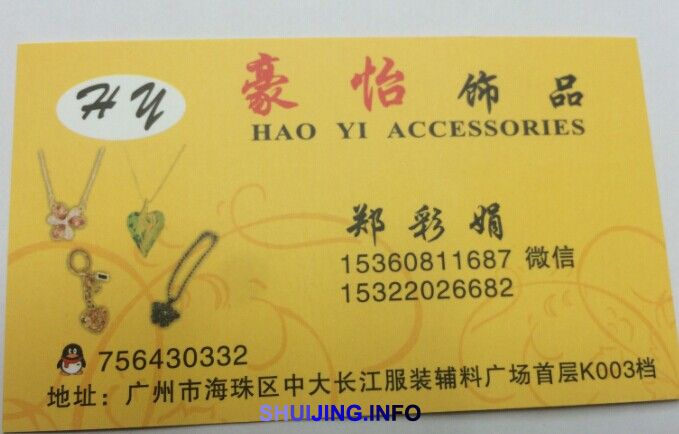 HY
豪怡饰品
HAO YI ACCESSORIES
郑彩娟
15360811687 微信
15322026682
756430332
地址：广州市海珠区中大长江服装辅料广场首层K003档
SHUIJING.INFO